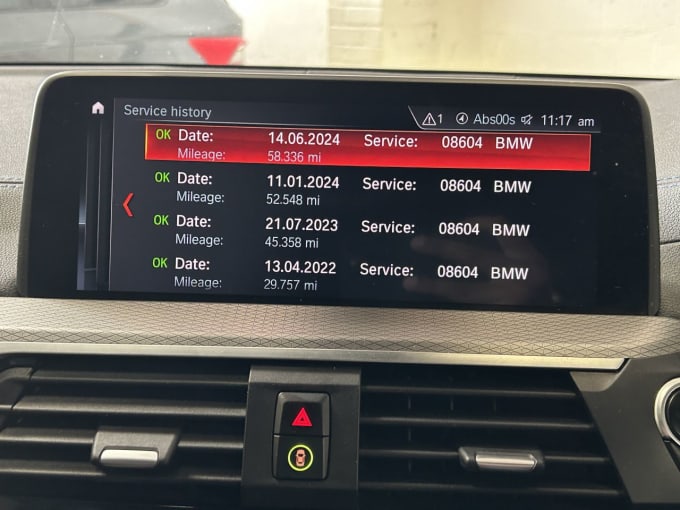 Service history
1 Abs00s 11:17 am
OK Date: 14.06.2024 Service: 08604 BMW
Mileage: 58.336 mi
OK Date: 11.01.2024 Service: 08604 BMW
Mileage: 52.548 mi
OK Date: 21.07.2023 Service: 08604 BMW
Mileage: 45.358 mi
OK Date: 13.04.2022 Service: 08604 BMW
Mileage: 29.757 mi